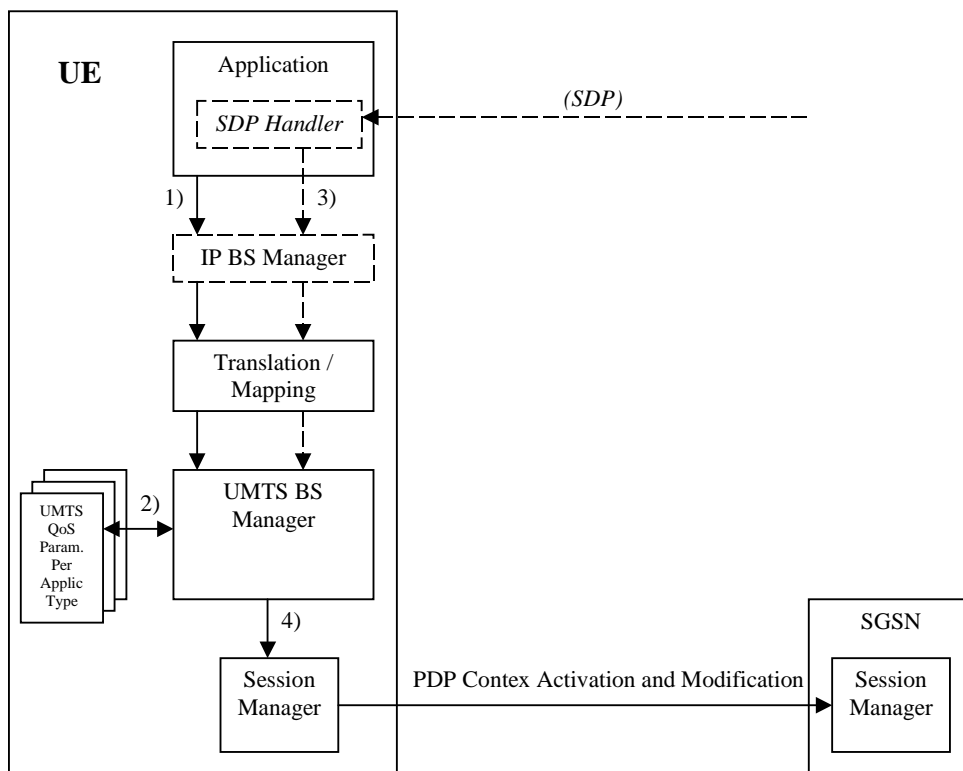 UE
Application
(SDP)
SDP Handler
1)
3)
IP BS Manager
Translation /
Mapping
UMTS BS
Manager
2)
UMTS
QoS
Param.
Per
Applic
Type
4)
SGSN
Session
Manager
PDP Contex Activation and Modification
Session
Manager